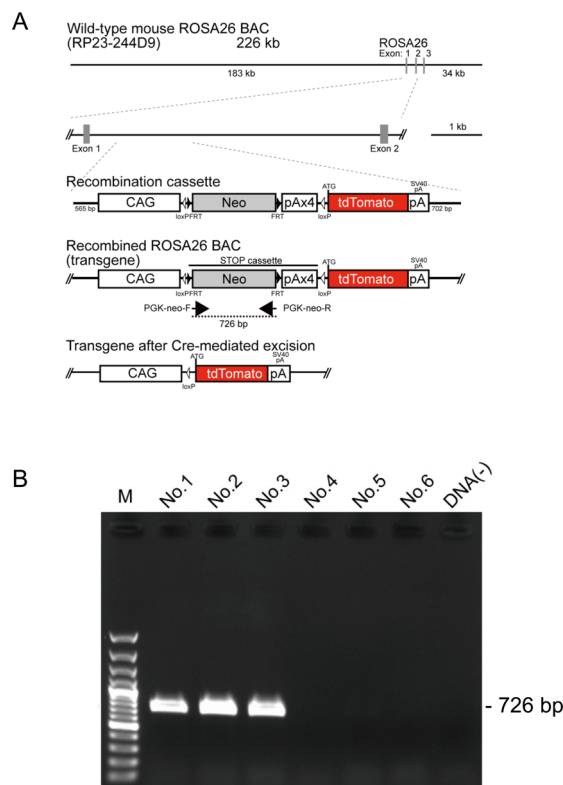 A
Wild-type mouse ROSA26 BAC
(RP23-244D9) 226 kb
ROSA26
Exon: 1 2 3
183 kb 34 kb
1 kb
Exon 1 Exon 2
Recombination cassette
CAG Neo pAx4 ATG tdTomato SV40 pA pA
565 bp loxP FRT FRT loxP 702 bp
Recombined ROSA26 BAC
(transgene)
STOP cassette
CAG Neo pAx4 ATG tdTomato SV40 pA pA
loxP FRT FRT loxP
PGK-neo-F PGK-neo-R
726 bp
Transgene after Cre-mediated excision
CAG ATG tdTomato SV40 pA pA
loxP
B
M No.1 No.2 No.3 No.4 No.5 No.6 DNA(-)
- 726 bp